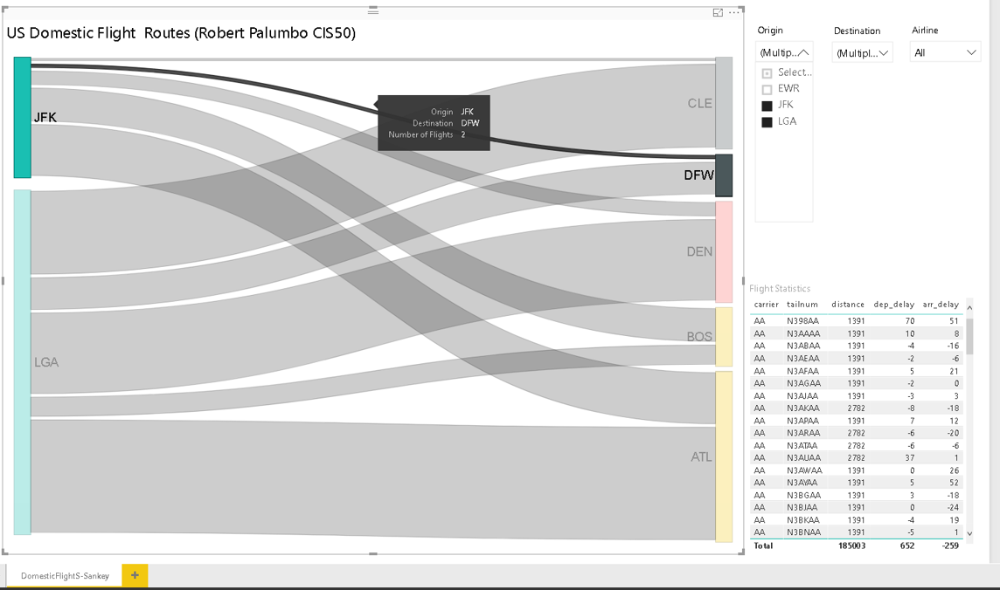 US Domestic Flight  Routes (Robert Palumbo CIS50)
JFK
LGA
CLE
DFW
DEN
BOS
ATL
Origin JFK
Destination DFW
Number of Flights 2
Origin Destination Airline
(Multip... (Multipl... All
Select..
EWR
JFK
LGA
Flight Statistics
carrier tailnum distance dep_delay arr_delay
AA N398AA 1391 70 51
AA N3AAAA 1391 10 8
AA N3ABAA 1391 -4 -16
AA N3AEAA 1391 -2 -6
AA N3AFAA 1391 5 21
AA N3AGAA 1391 -2 0
AA N3AJAA 1391 -3 3
AA N3AKAA 2782 -8 -18
AA N3APAA 1391 7 12
AA N3ARAA 2782 -6 -20
AA N3ATAA 2782 -6 -6
AA N3AUAA 2782 37 1
AA N3AWAA 1391 0 26
AA N3AYAA 1391 5 52
AA N3BGAA 1391 3 -18
AA N3BJAA 1391 0 -24
AA N3BKAA 1391 -4 19
AA N3BNAA 1391 -5 1
Total 185003 652 -259
DomesticFlightS-Sankey +